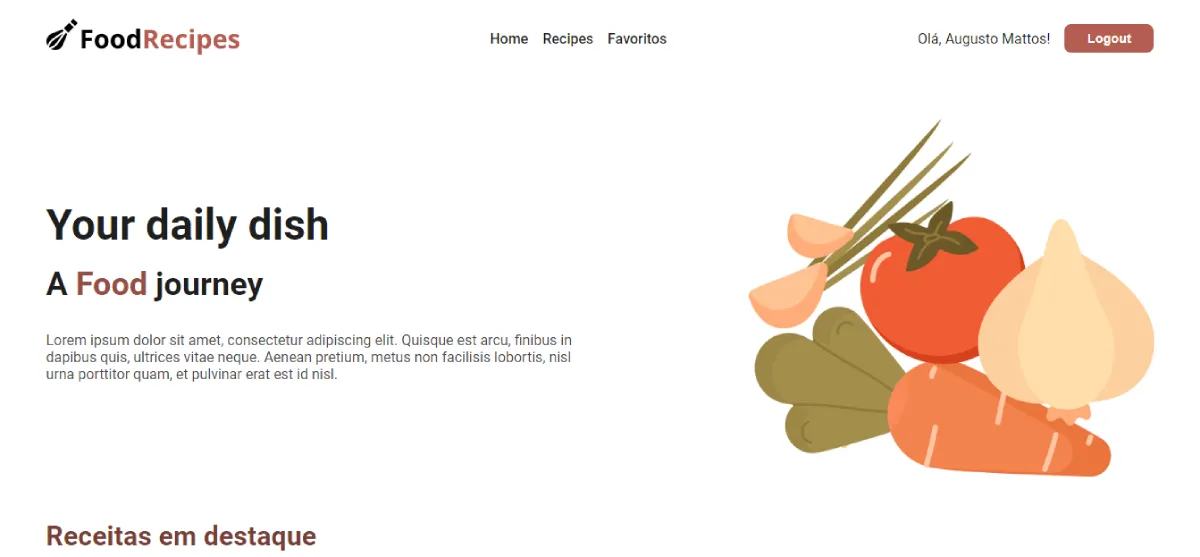 FoodRecipes
Home Recipes Favoritos
Olá, Augusto Mattos!
Logout
Your daily dish
A Food journey
Lorem ipsum dolor sit amet, consectetur adipiscing elit. Quisque est arcu, finibus in
dapibus quis, ultrices vitae neque. Aenean pretium, metus non facilisis lobortis, nisl
urna porttitor quam, et pulvinar erat est id nisl.
Receitas em destaque